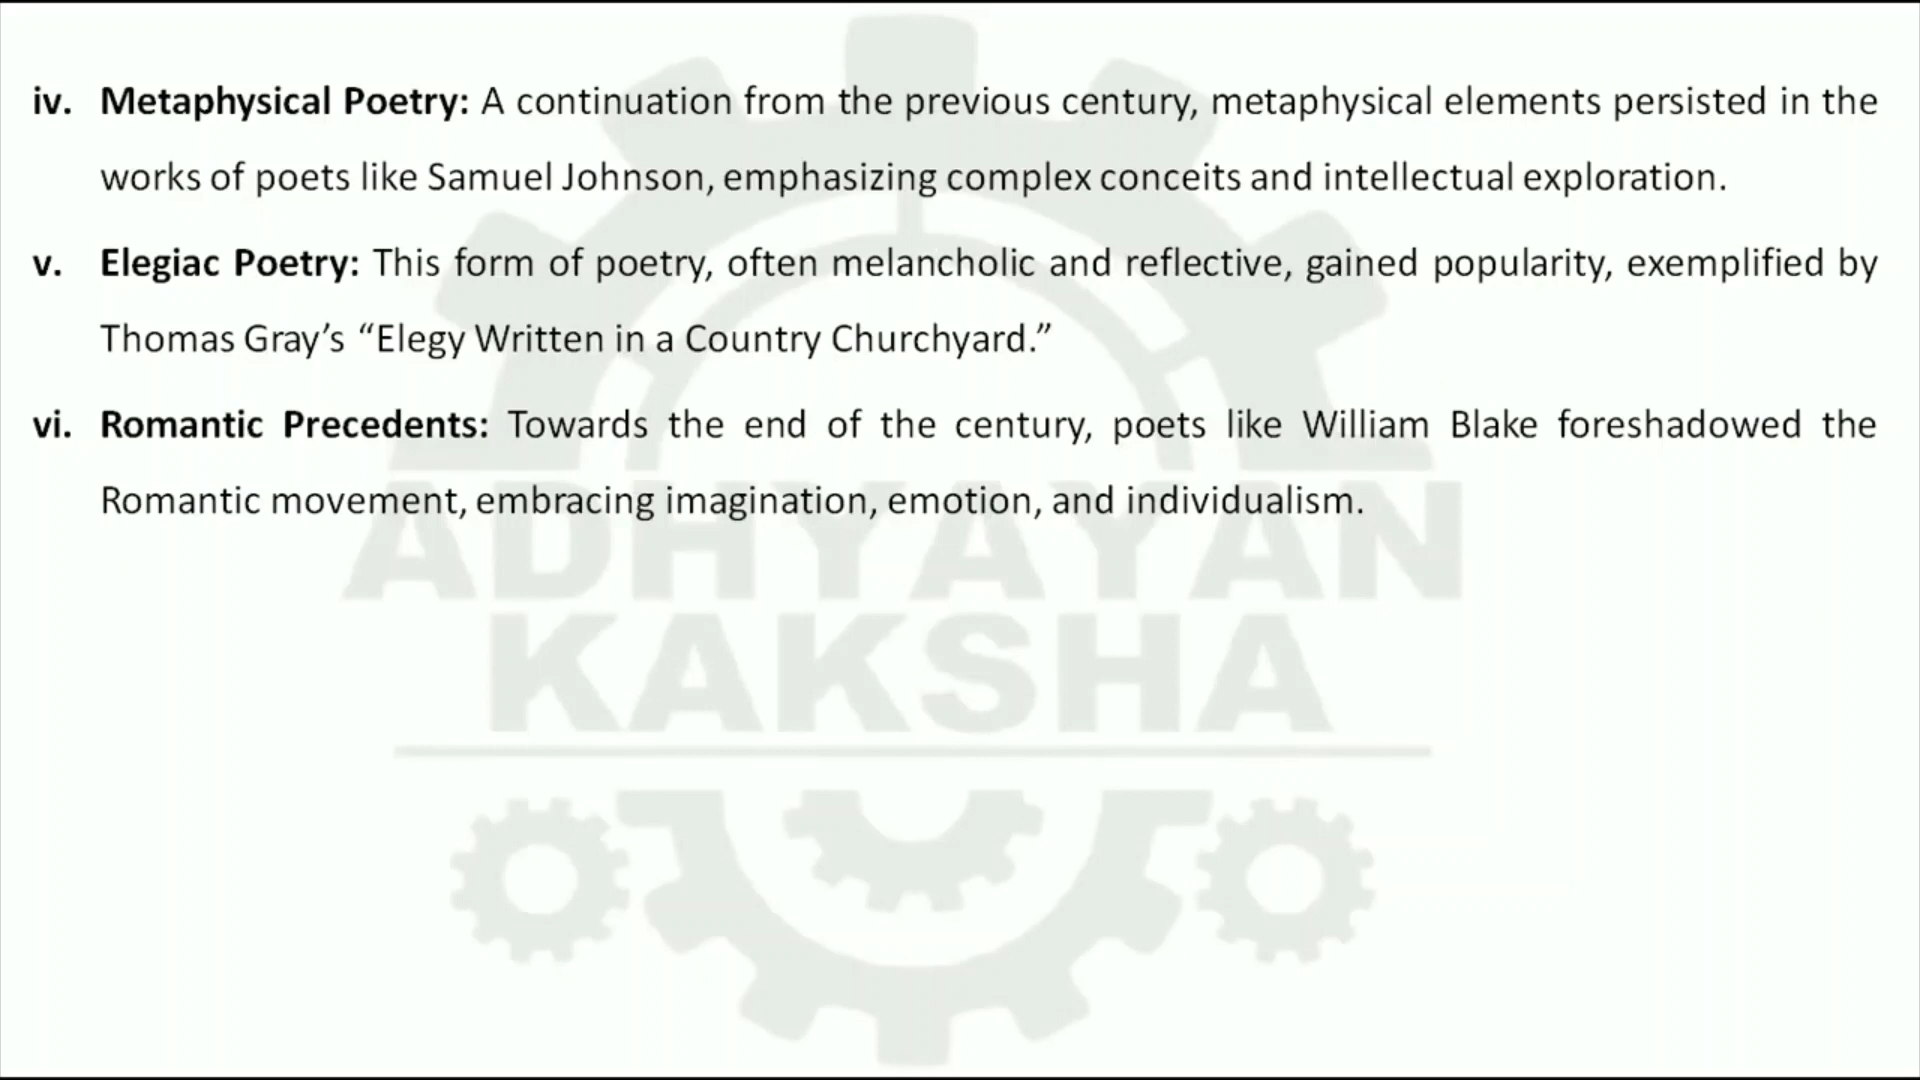 iv. Metaphysical Poetry: A continuation from the previous century, metaphysical elements persisted in the
works of poets like Samuel Johnson, emphasizing complex conceits and intellectual exploration.
v. Elegiac Poetry: This form of poetry, often melancholic and reflective, gained popularity, exemplified by
Thomas Gray’s “Elegy Written in a Country Churchyard.”
vi. Romantic Precedents: Towards the end of the century, poets like William Blake foreshadowed the
Romantic movement, embracing imagination, emotion, and individualism.
ADHYAYAN
KAKSHA